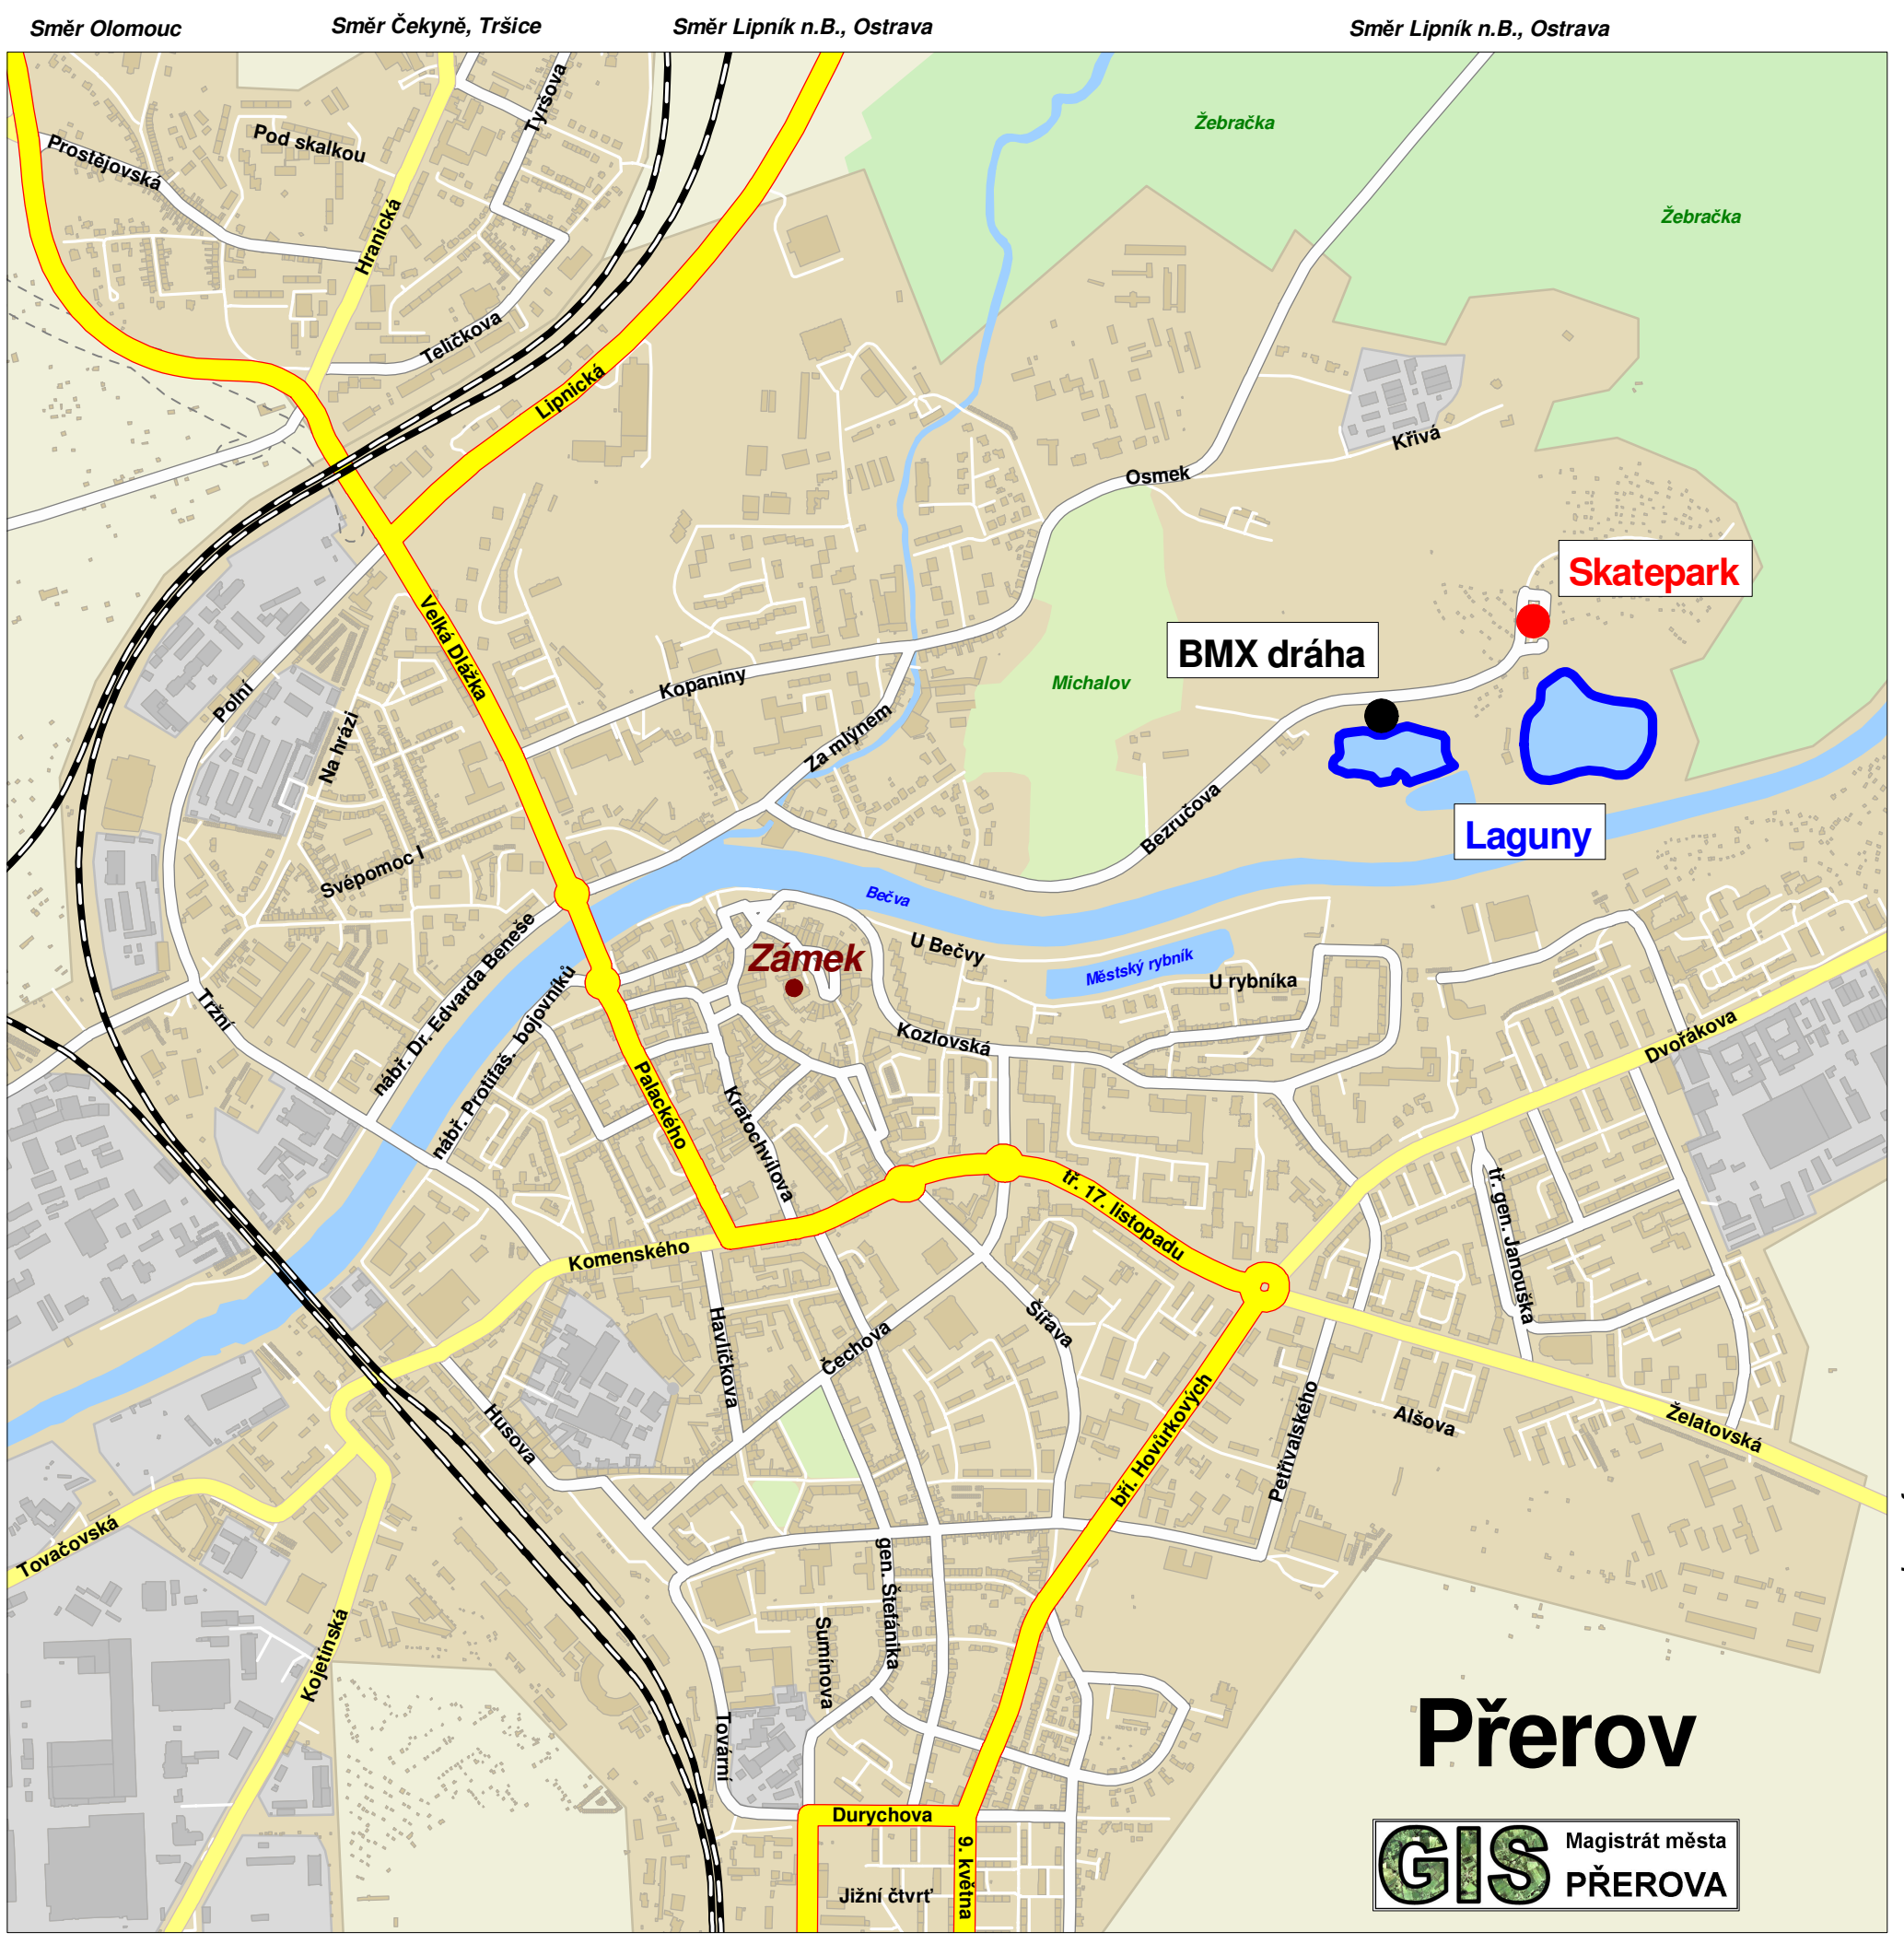 Směr Olomouc
Směr Čekyně, Tršice
Směr Lipník n.B., Ostrava
Směr Lipník n.B., Ostrava
Tyršova
Pod skalkou
Prostějovská
Žebračka
Žebračka
Hranická
Teličkova
Lipnická
Křivá
Osmek
Skatepark
Velká Dlážka
BMX dráha
Kopaniny
Michalov
Polní
Na hrázi
Za mlýnem
Bezručova
Laguny
Svépomoc I
Bečva
nábř. Dr. Edvarda Beneše
U Bečvy
Zámek
Městský rybník
U rybníka
Tržní
nábř. Protifaš. bojovníků
Kozlovská
Dvořákova
Palackého
Kratochvílova
tř. 17. listopadu
tř. gen. Janouška
Komenského
Havlíčkova
Čechova
Šířava
Husova
bří. Hovůrkových
Petřivalského
Alšova
Želatovská
Tovačovská
gen. Štefánika
Kojetínská
Sumínova
Tovární
Přerov
Durychova
9. května
Jižní čtvrť
GIS
Magistrát města
PŘEROVA